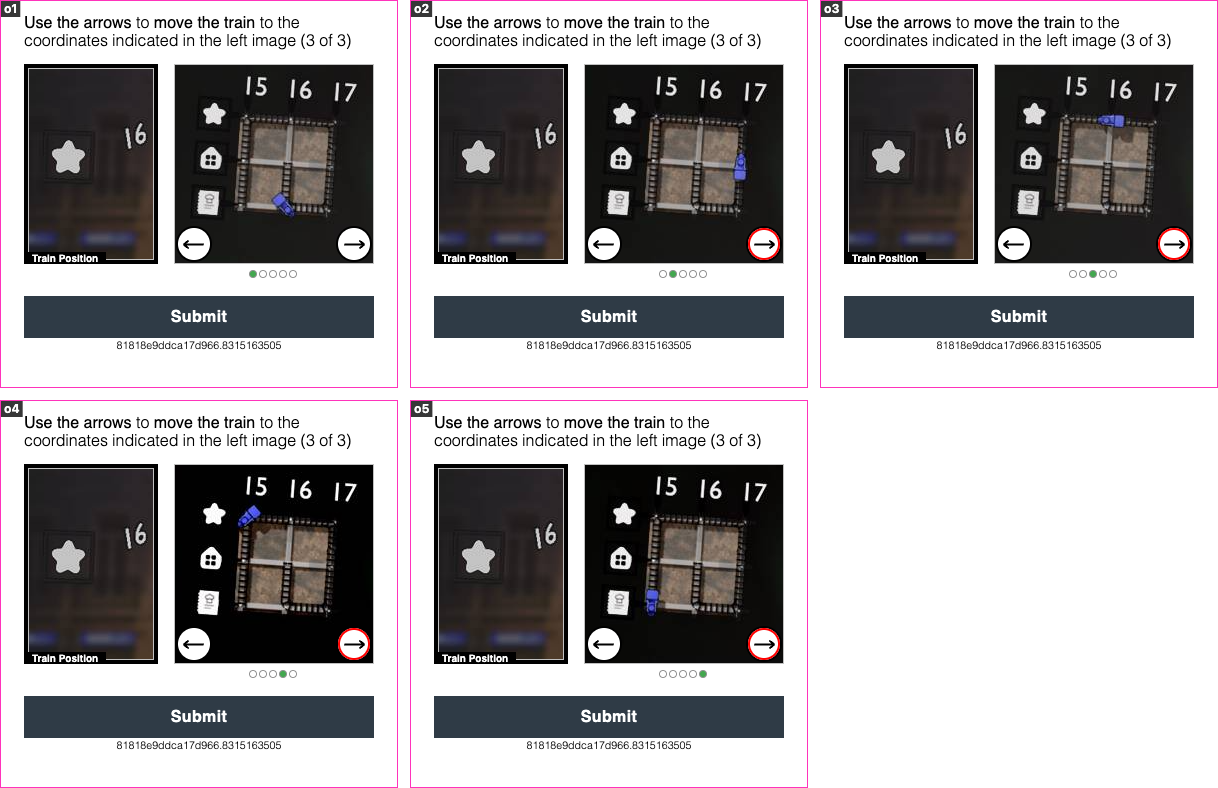 o1
Use the arrows to move the train to the
coordinates indicated in the left image (3 of 3)
16
15 16 17
Train Position
Submit
81818e9ddca17d966.8315163505
o2
Use the arrows to move the train to the
coordinates indicated in the left image (3 of 3)
16
15 16 17
Train Position
Submit
81818e9ddca17d966.8315163505
o3
Use the arrows to move the train to the
coordinates indicated in the left image (3 of 3)
16
15 16 17
Train Position
Submit
81818e9ddca17d966.8315163505
o4
Use the arrows to move the train to the
coordinates indicated in the left image (3 of 3)
16
15 16 17
Train Position
Submit
81818e9ddca17d966.8315163505
o5
Use the arrows to move the train to the
coordinates indicated in the left image (3 of 3)
16
15 16 17
Train Position
Submit
81818e9ddca17d966.8315163505